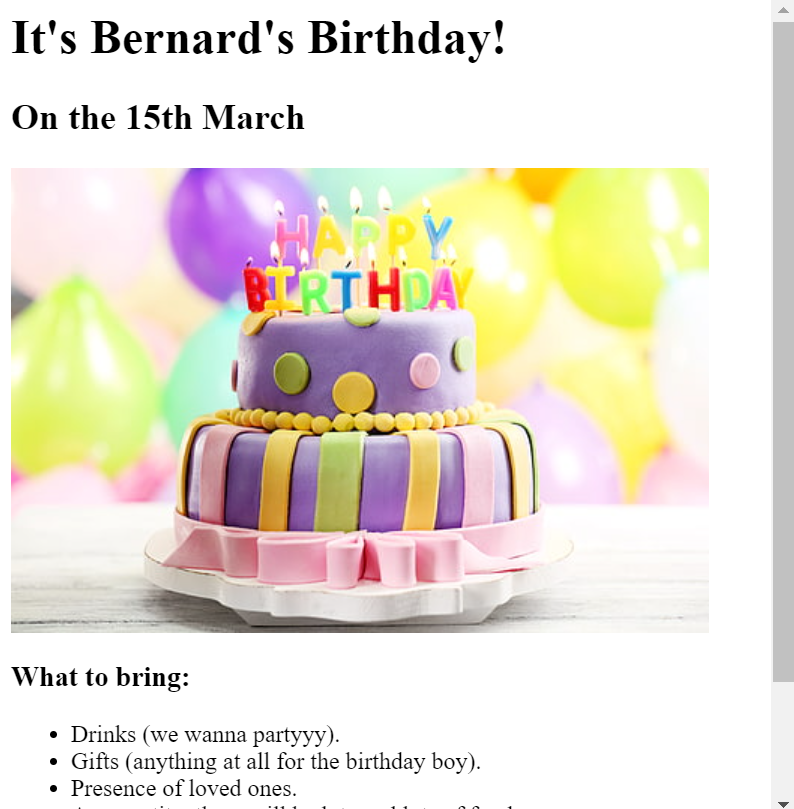 It's Bernard's Birthday!
On the 15th March
HAPPY
BIRTHDAY
What to bring:
Drinks (we wanna partyyy).
Gifts (anything at all for the birthday boy).
Presence of loved ones.